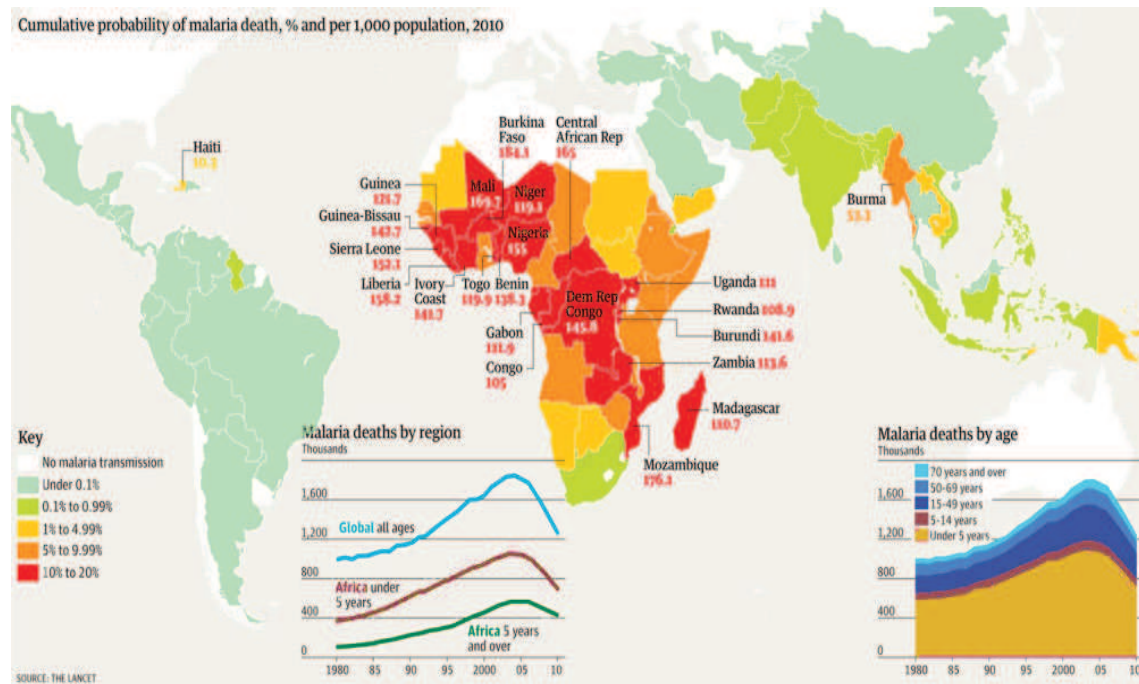 Cumulative probability of malaria death, % and per 1,000 population, 2010
Haiti
10.3
Burkina
Faso
184.1
Central
African Rep
165
Guinea
121.7
Mali
169.7
Niger
119.1
Guinea-Bissau
142.7
Nigeria
155
Sierra Leone
152.1
Liberia
158.2
Ivory
Coast
141.7
Togo
119.9
Benin
138.3
Burma
53.3
Uganda 111
Dem Rep
Congo
145.8
Rwanda 108.9
Gabon
111.9
Burundi 141.6
Congo
105
Zambia 113.6
Madagascar
110.7
Mozambique
176.1
Key
No malaria transmission
Under 0.1%
0.1% to 0.99%
1% to 4.99%
5% to 9.99%
10% to 20%
Malaria deaths by region
Thousands
1,600
1,200
800
400
0
Global all ages
Africa under
5 years
Africa 5 years
and over
1980 85 90 95 2000 05 10
Malaria deaths by age
Thousands
70 years and over
50-69 years
15-49 years
5-14 years
Under 5 years
1,600
1,200
800
400
0
1980 85 90 95 2000 05 10
SOURCE: THE LANCET